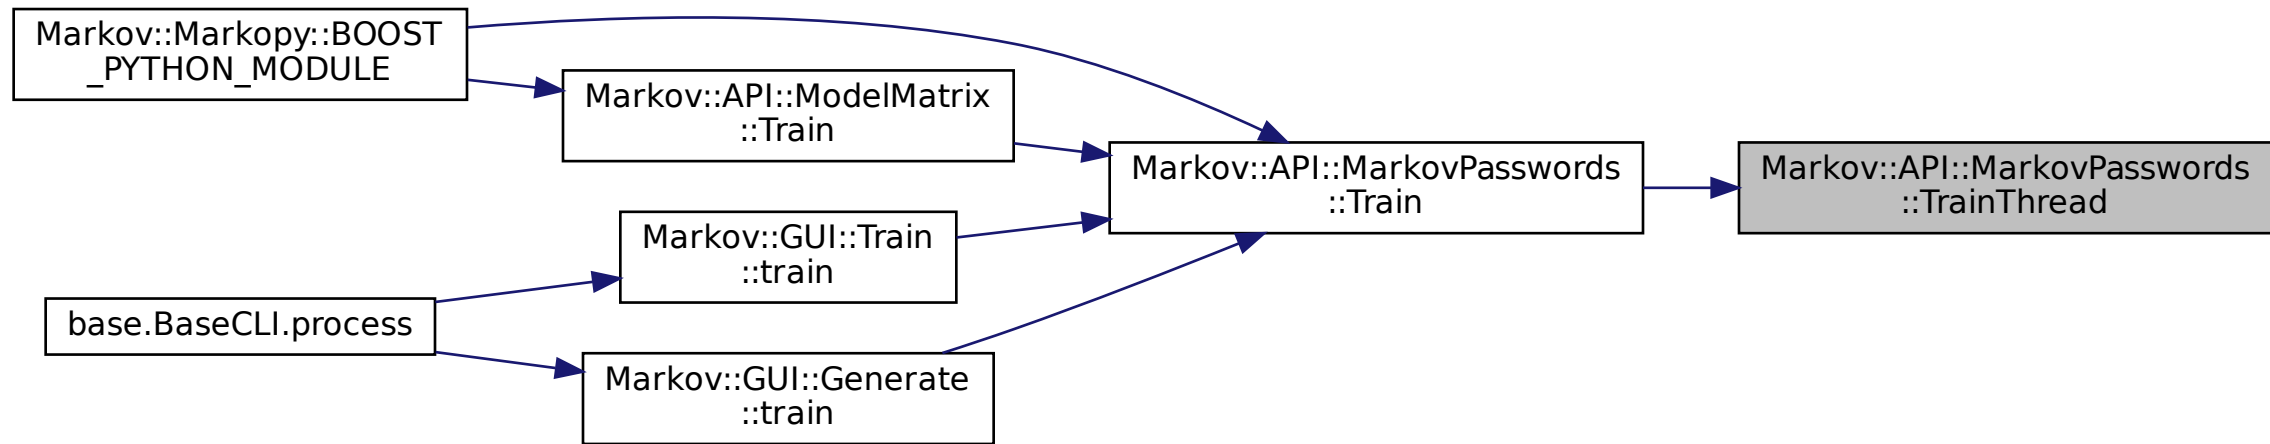 Markov::Markopy::BOOST
_PYTHON_MODULE
Markov::API::ModelMatrix
::Train
Markov::API::MarkovPasswords
::Train
Markov::API::MarkovPasswords
::TrainThread
Markov::GUI::Train
::train
base.BaseCLI.process
Markov::GUI::Generate
::train